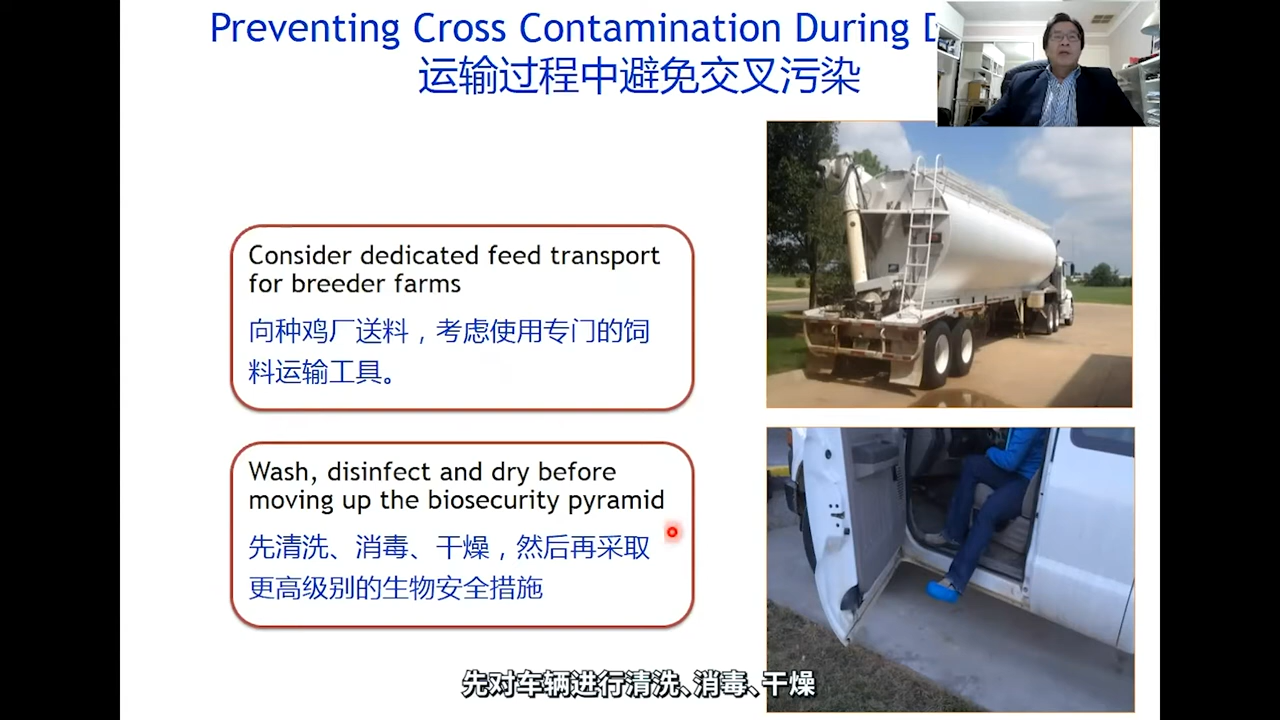 Preventing Cross Contamination During
运输过程中避免交叉污染
Consider dedicated feed transport
for breeder farms
向种鸡厂送料，考虑使用专门的饲
料运输工具。
Wash, disinfect and dry before
moving up the biosecurity pyramid
先清洗、消毒、干燥，然后再采取
更高级别的生物安全措施
先对车辆进行清洗、消毒、干燥